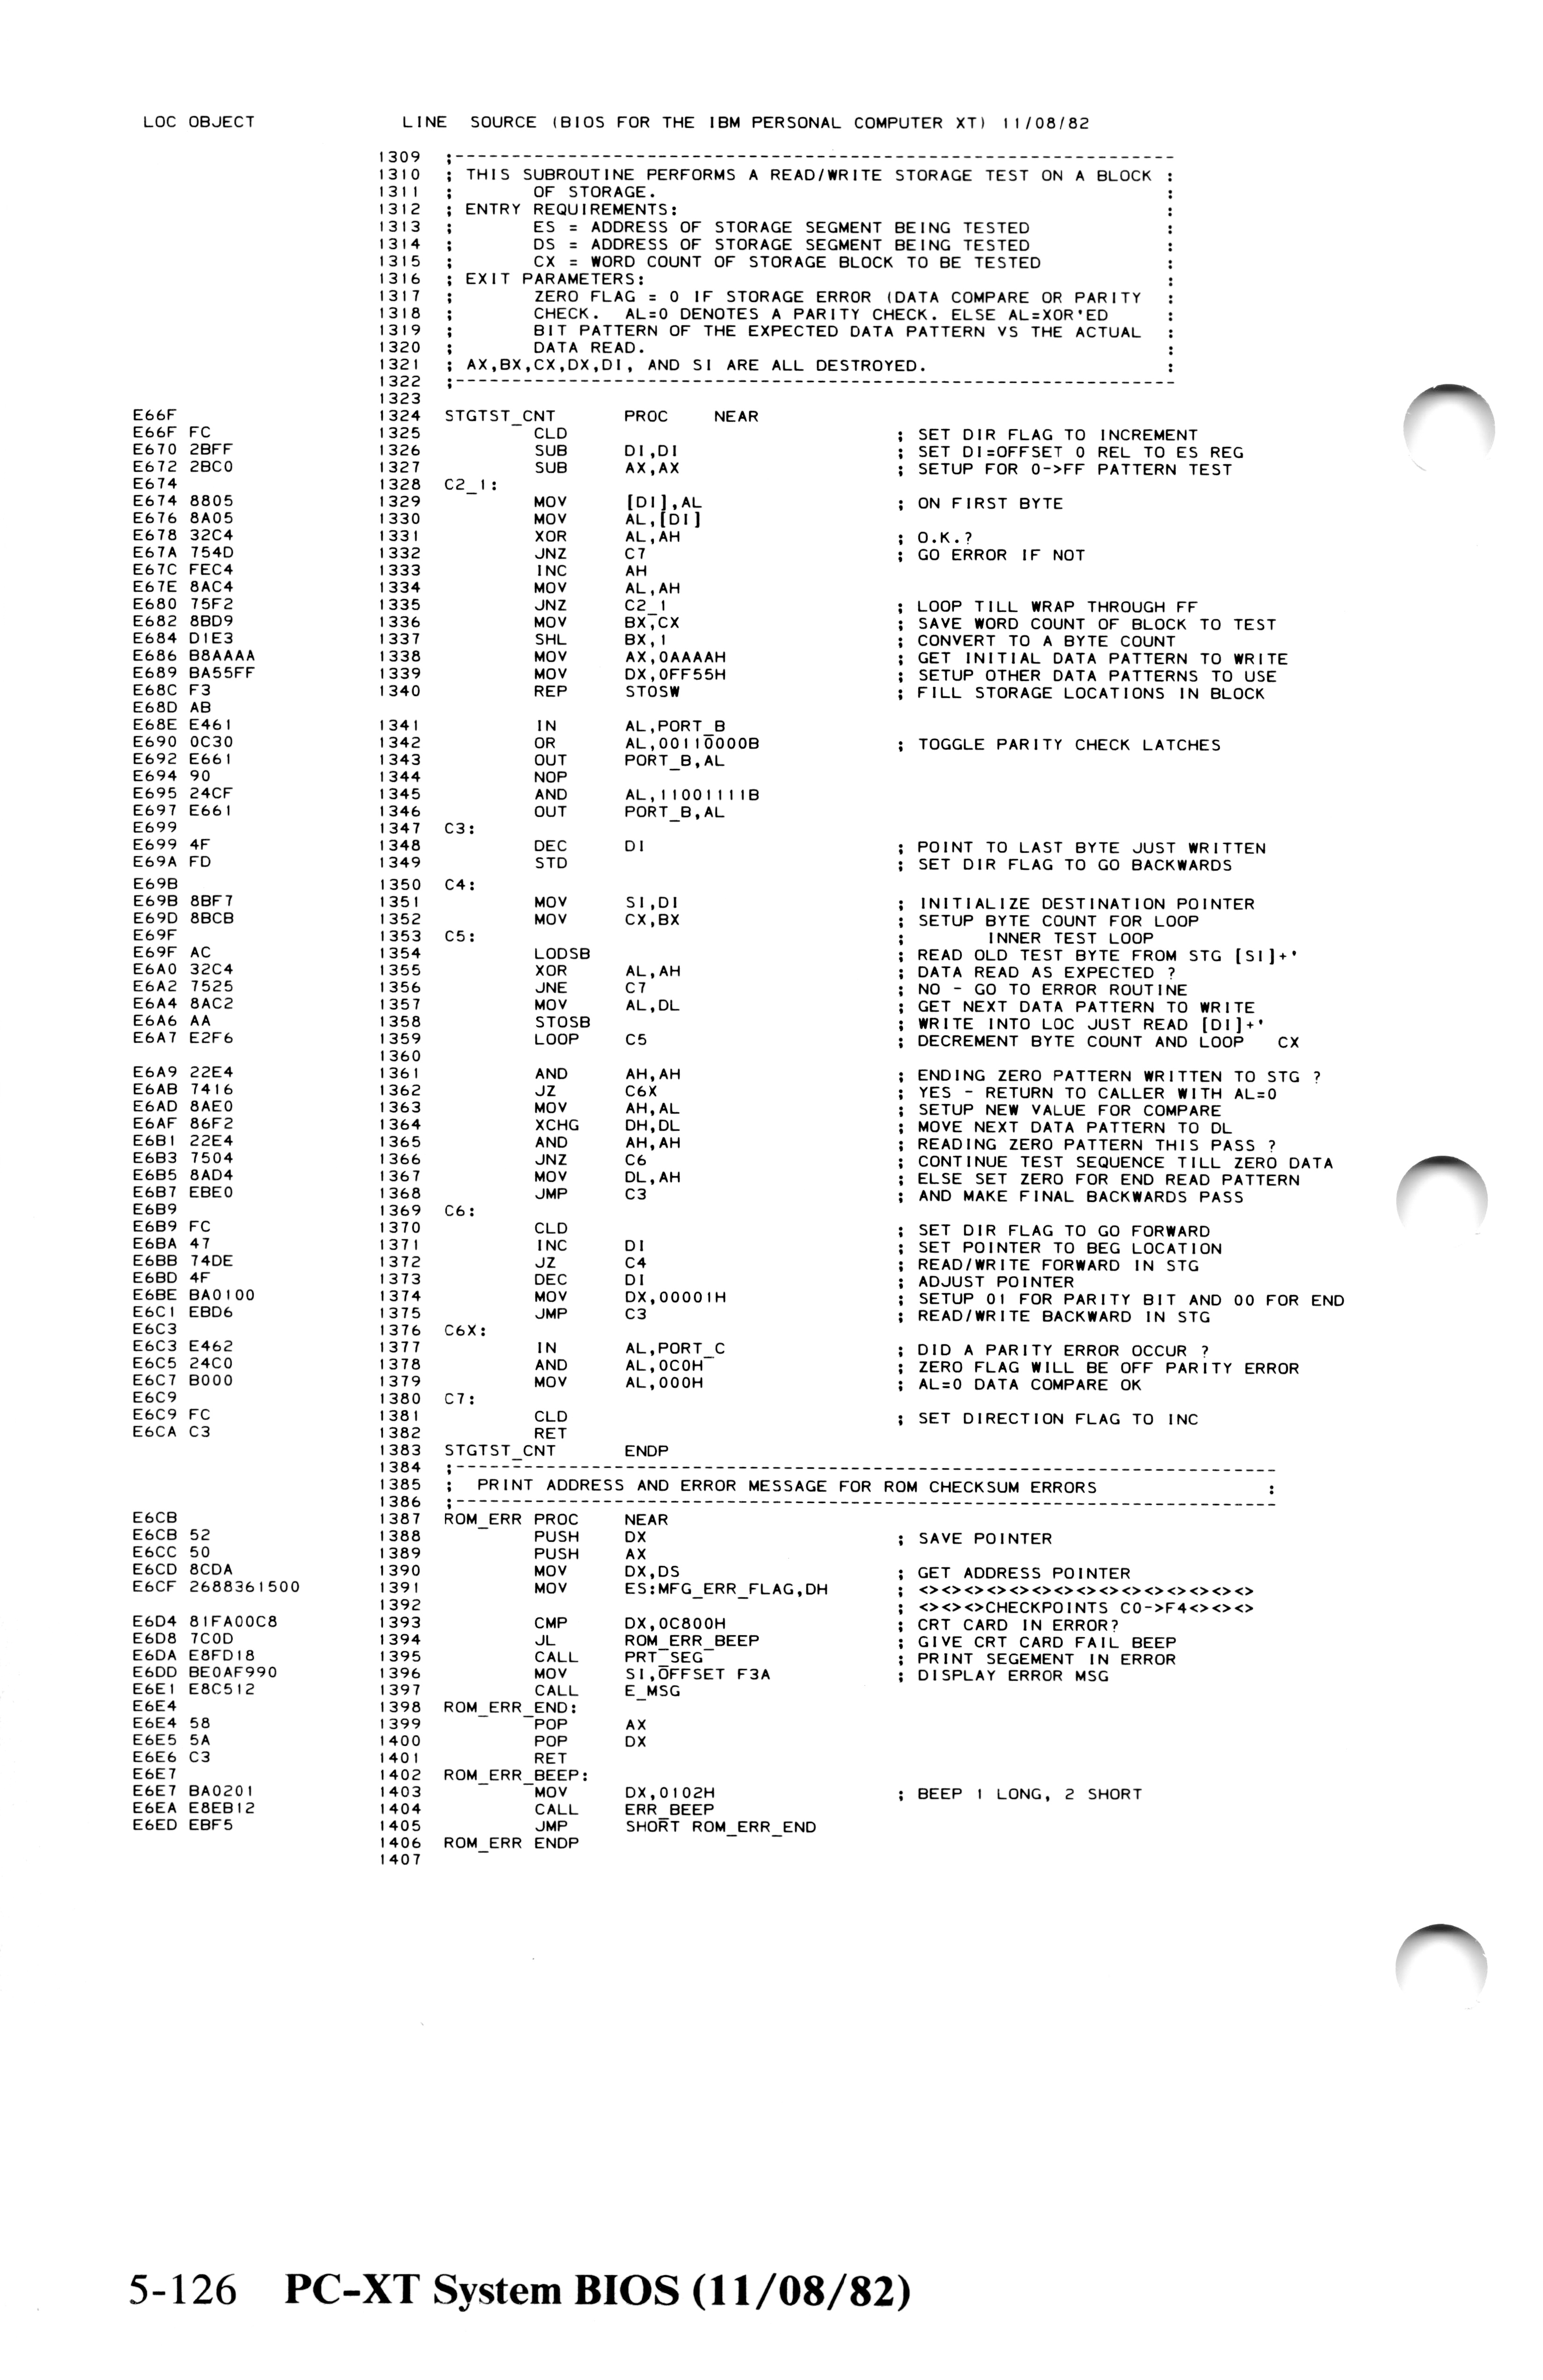 LOC OBJECT LINE SOURCE (BIOS FOR THE IBM PERSONAL COMPUTER XT) 11/08/82
1309 ;----------------------------------------------------------------
1310 ; THIS SUBROUTINE PERFORMS A READ/WRITE STORAGE TEST ON A BLOCK :
1311 ; OF STORAGE. :
1312 ; ENTRY REQUIREMENTS: :
1313 ; ES = ADDRESS OF STORAGE SEGMENT BEING TESTED :
1314 ; DS = ADDRESS OF STORAGE SEGMENT BEING TESTED :
1315 ; CX = WORD COUNT OF STORAGE BLOCK TO BE TESTED :
1316 ; EXIT PARAMETERS: :
1317 ; ZERO FLAG = 0 IF STORAGE ERROR (DATA COMPARE OR PARITY :
1318 ; CHECK. AL=0 DENOTES A PARITY CHECK. ELSE AL=XOR'ED :
1319 ; BIT PATTERN OF THE EXPECTED DATA PATTERN VS THE ACTUAL :
1320 ; DATA READ. :
1321 ; AX,BX,CX,DX,DI, AND SI ARE ALL DESTROYED. :
1322 ;----------------------------------------------------------------
1323
E66F 1324 STGTST_CNT PROC NEAR
E66F FC 1325 CLD ; SET DIR FLAG TO INCREMENT
E670 2BFF 1326 SUB DI,DI ; SET DI=OFFSET 0 REL TO ES REG
E672 2BC0 1327 SUB AX,AX ; SETUP FOR 0->FF PATTERN TEST
E674 1328 C2_1:
E674 8805 1329 MOV [DI],AL ; ON FIRST BYTE
E676 8A05 1330 MOV AL,[DI]
E678 32C4 1331 XOR AL,AH ; O.K.?
E67A 754D 1332 JNZ C7 ; GO ERROR IF NOT
E67C FEC4 1333 INC AH
E67E 8AC4 1334 MOV AL,AH
E680 75F2 1335 JNZ C2_1 ; LOOP TILL WRAP THROUGH FF
E682 8BD9 1336 MOV BX,CX ; SAVE WORD COUNT OF BLOCK TO TEST
E684 D1E3 1337 SHL BX,1 ; CONVERT TO A BYTE COUNT
E686 B8AAAA 1338 MOV AX,0AAAAH ; GET INITIAL DATA PATTERN TO WRITE
E689 BA55FF 1339 MOV DX,0FF55H ; SETUP OTHER DATA PATTERNS TO USE
E68C F3 1340 REP STOSW ; FILL STORAGE LOCATIONS IN BLOCK
E68D AB
E68E E461 1341 IN AL,PORT_B
E690 0C30 1342 OR AL,00110000B ; TOGGLE PARITY CHECK LATCHES
E692 E661 1343 OUT PORT_B,AL
E694 90 1344 NOP
E695 24CF 1345 AND AL,11001111B
E697 E661 1346 OUT PORT_B,AL
E699 1347 C3:
E699 4F 1348 DEC DI ; POINT TO LAST BYTE JUST WRITTEN
E69A FD 1349 STD ; SET DIR FLAG TO GO BACKWARDS
E69B 1350 C4:
E69B 8BF7 1351 MOV SI,DI ; INITIALIZE DESTINATION POINTER
E69D 8BCB 1352 MOV CX,BX ; SETUP BYTE COUNT FOR LOOP
E69F 1353 C5: ; INNER TEST LOOP
E69F AC 1354 LODSB ; READ OLD TEST BYTE FROM STG [SI]+'
E6A0 32C4 1355 XOR AL,AH ; DATA READ AS EXPECTED ?
E6A2 7525 1356 JNE C7 ; NO - GO TO ERROR ROUTINE
E6A4 8AC2 1357 MOV AL,DL ; GET NEXT DATA PATTERN TO WRITE
E6A6 AA 1358 STOSB ; WRITE INTO LOC JUST READ [DI]+'
E6A7 E2F6 1359 LOOP C5 ; DECREMENT BYTE COUNT AND LOOP CX
1360
E6A9 22E4 1361 AND AH,AH ; ENDING ZERO PATTERN WRITTEN TO STG ?
E6AB 7416 1362 JZ C6X ; YES - RETURN TO CALLER WITH AL=0
E6AD 8AE0 1363 MOV AH,AL ; SETUP NEW VALUE FOR COMPARE
E6AF 86F2 1364 XCHG DH,DL ; MOVE NEXT DATA PATTERN TO DL
E6B1 22E4 1365 AND AH,AH ; READING ZERO PATTERN THIS PASS ?
E6B3 7504 1366 JNZ C6 ; CONTINUE TEST SEQUENCE TILL ZERO DATA
E6B5 8AD4 1367 MOV DL,AH ; ELSE SET ZERO FOR END READ PATTERN
E6B7 EBE0 1368 JMP C3 ; AND MAKE FINAL BACKWARDS PASS
E6B9 1369 C6:
E6B9 FC 1370 CLD ; SET DIR FLAG TO GO FORWARD
E6BA 47 1371 INC DI ; SET POINTER TO BEG LOCATION
E6BB 74DE 1372 JZ C4 ; READ/WRITE FORWARD IN STG
E6BD 4F 1373 DEC DI ; ADJUST POINTER
E6BE BA0100 1374 MOV DX,00001H ; SETUP 01 FOR PARITY BIT AND 00 FOR END
E6C1 EBD6 1375 JMP C3 ; READ/WRITE BACKWARD IN STG
E6C3 1376 C6X:
E6C3 E462 1377 IN AL,PORT_C ; DID A PARITY ERROR OCCUR ?
E6C5 24C0 1378 AND AL,0C0H ; ZERO FLAG WILL BE OFF PARITY ERROR
E6C7 B000 1379 MOV AL,000H ; AL=0 DATA COMPARE OK
E6C9 1380 C7:
E6C9 FC 1381 CLD ; SET DIRECTION FLAG TO INC
E6CA C3 1382 RET
1383 STGTST_CNT ENDP
1384 ;-------------------------------------------------------------------------
1385 ; PRINT ADDRESS AND ERROR MESSAGE FOR ROM CHECKSUM ERRORS :
1386 ;-------------------------------------------------------------------------
E6CB 1387 ROM_ERR PROC NEAR
E6CB 52 1388 PUSH DX ; SAVE POINTER
E6CC 50 1389 PUSH AX
E6CD 8CDA 1390 MOV DX,DS ; GET ADDRESS POINTER
E6CF 2688361500 1391 MOV ES:MFG_ERR_FLAG,DH ; <><><><><><><><><><><><><><><>
1392 ; <><><>CHECKPOINTS C0->F4<><><>
E6D4 81FA00C8 1393 CMP DX,0C800H ; CRT CARD IN ERROR?
E6D8 7C0D 1394 JL ROM_ERR_BEEP ; GIVE CRT CARD FAIL BEEP
E6DA E8FD18 1395 CALL PRT_SEG ; PRINT SEGEMENT IN ERROR
E6DD BE0AF990 1396 MOV SI,OFFSET F3A ; DISPLAY ERROR MSG
E6E1 E8C512 1397 CALL E_MSG
E6E4 1398 ROM_ERR_END:
E6E4 58 1399 POP AX
E6E5 5A 1400 POP DX
E6E6 C3 1401 RET
E6E7 1402 ROM_ERR_BEEP:
E6E7 BA0201 1403 MOV DX,0102H ; BEEP 1 LONG, 2 SHORT
E6EA E8EB12 1404 CALL ERR_BEEP
E6ED EBF5 1405 JMP SHORT ROM_ERR_END
1406 ROM_ERR ENDP
1407
5-126 PC-XT System BIOS (11/08/82)